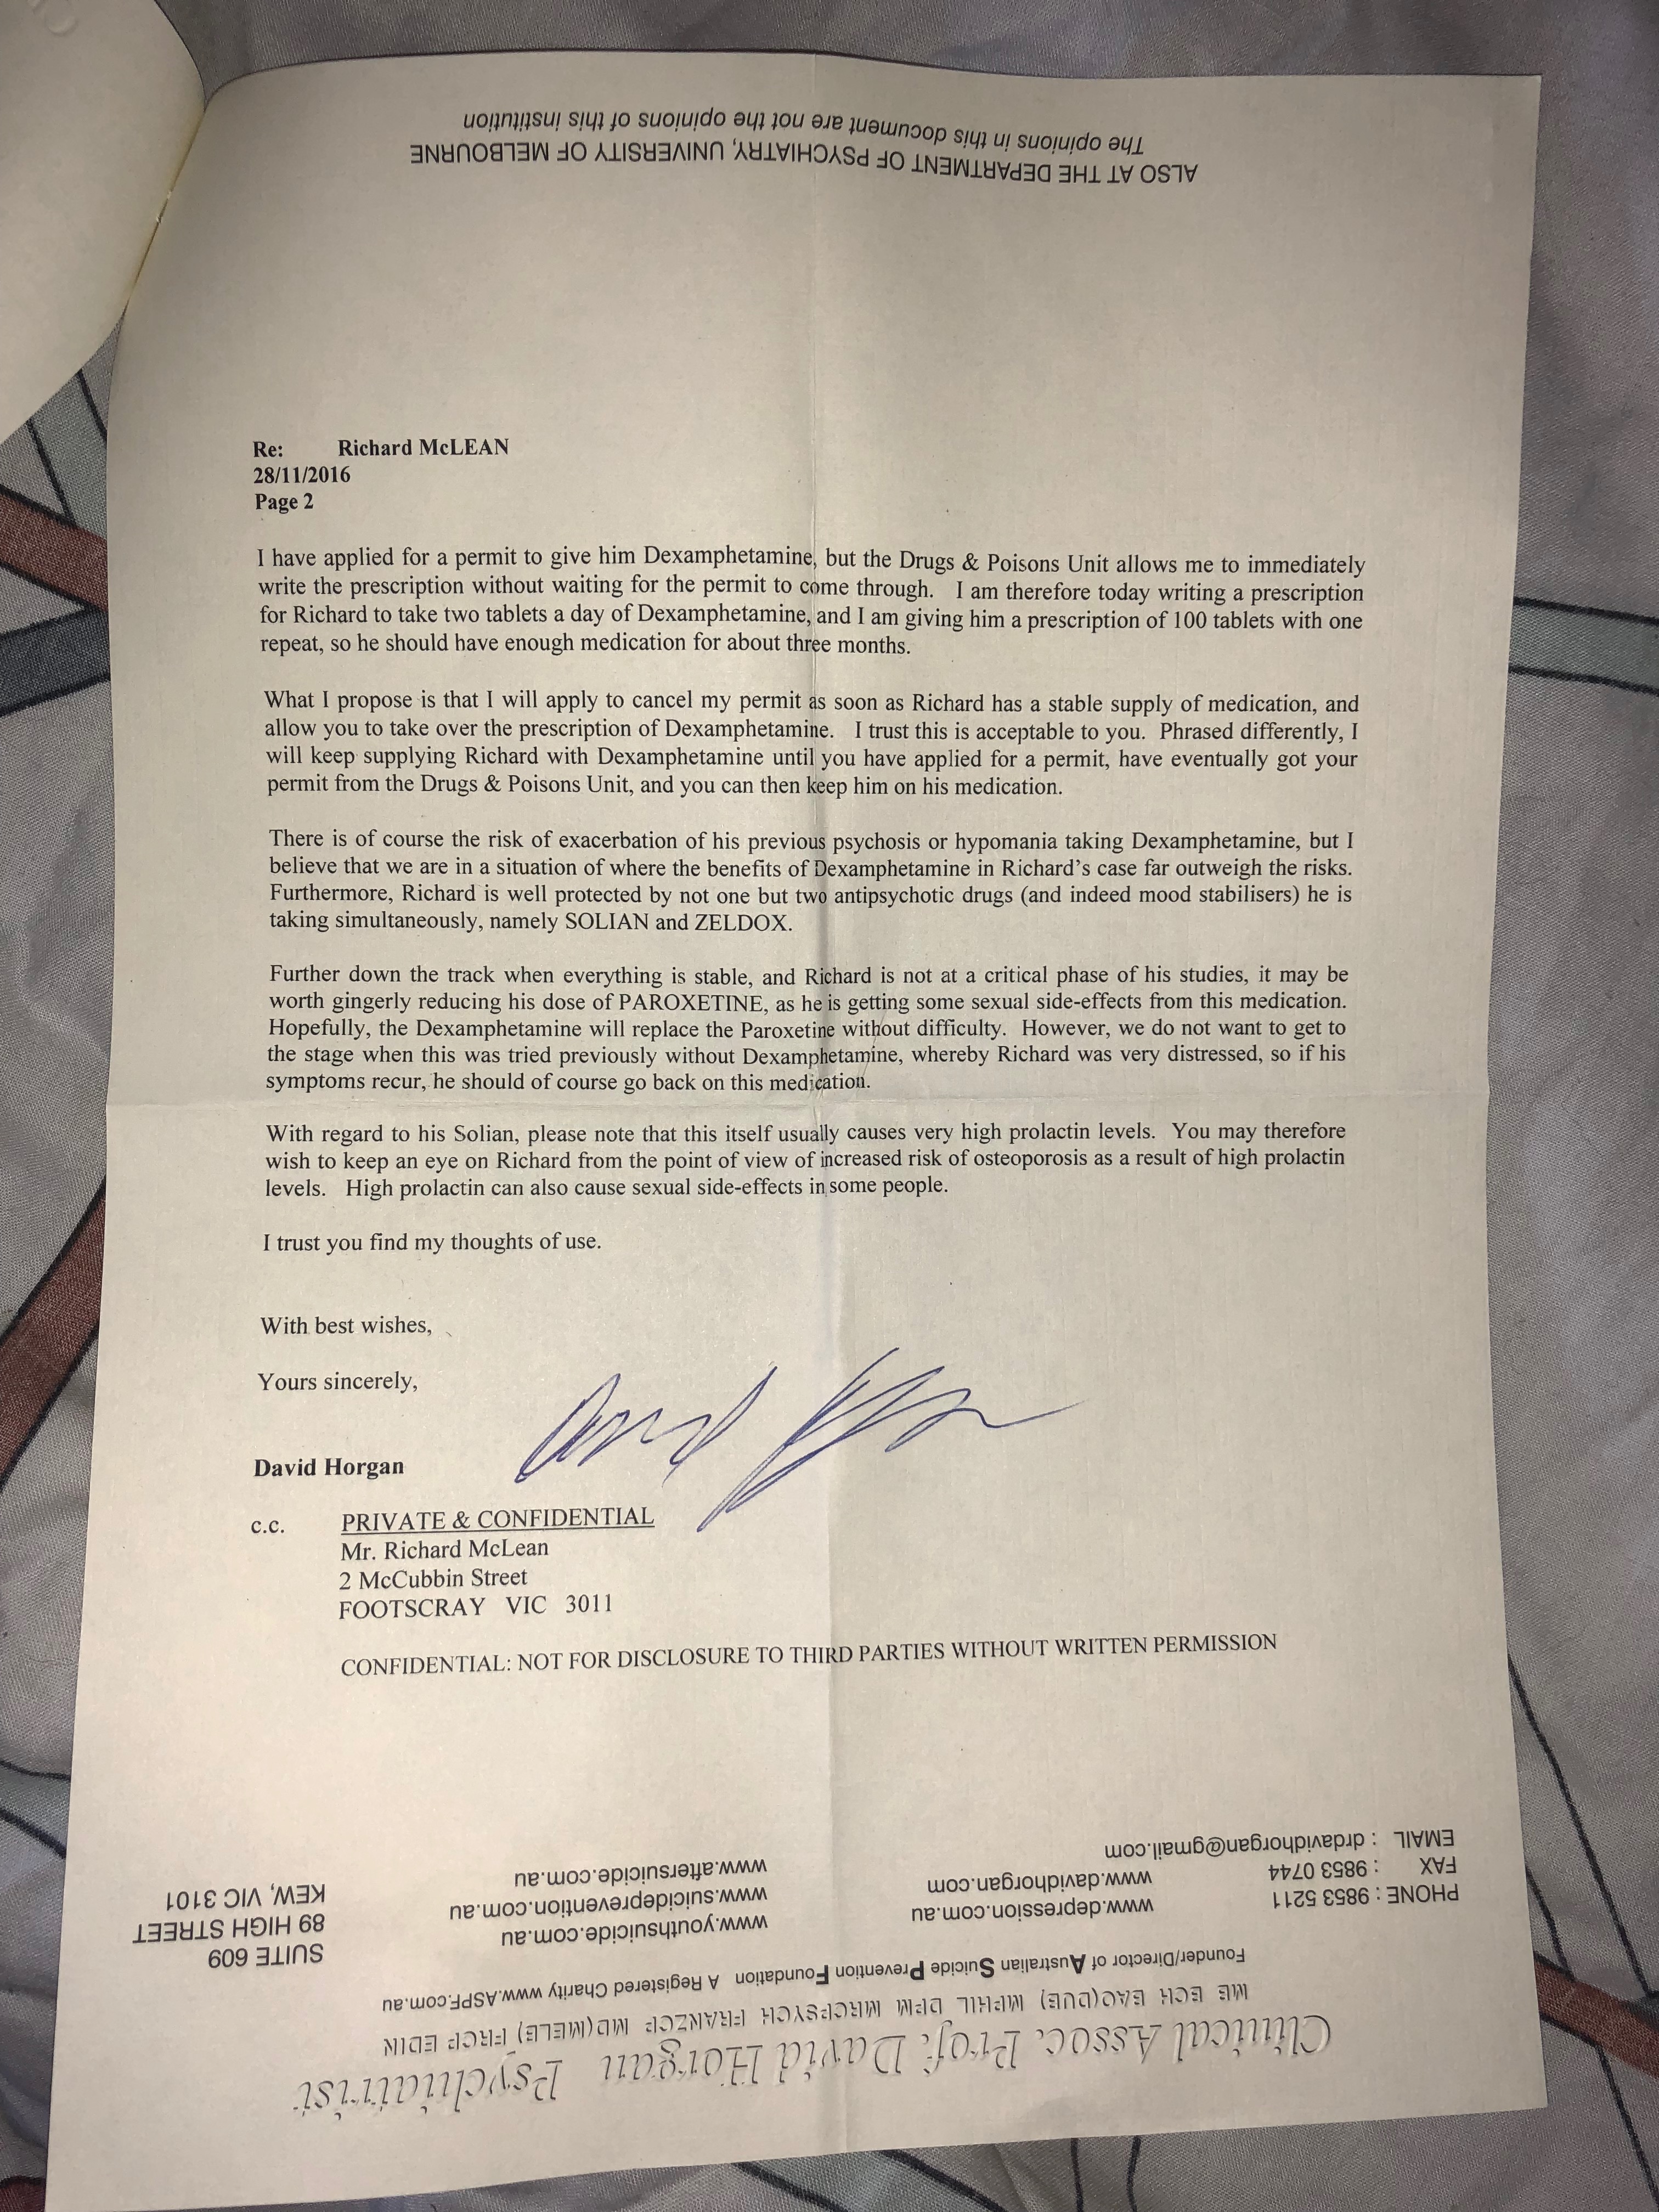 ALSO AT THE DEPARTMENT OF PSYCHIATRY, UNIVERSITY OF MELBOURNE
The opinions in this document are not the opinions of this institution
Re: Richard McLEAN
28/11/2016
Page 2
I have applied for a permit to give him Dexamphetamine, but the Drugs & Poisons Unit allows me to immediately
write the prescription without waiting for the permit to come through. I am therefore today writing a prescription
for Richard to take two tablets a day of Dexamphetamine, and I am giving him a prescription of 100 tablets with one
repeat, so he should have enough medication for about three months.
What I propose is that I will apply to cancel my permit as soon as Richard has a stable supply of medication, and
allow you to take over the prescription of Dexamphetamine. I trust this is acceptable to you. Phrased differently, I
will keep supplying Richard with Dexamphetamine until you have applied for a permit, have eventually got your
permit from the Drugs & Poisons Unit, and you can then keep him on his medication.
There is of course the risk of exacerbation of his previous psychosis or hypomania taking Dexamphetamine, but I
believe that we are in a situation of where the benefits of Dexamphetamine in Richard's case far outweigh the risks.
Furthermore, Richard is well protected by not one but two antipsychotic drugs (and indeed mood stabilisers) he is
taking simultaneously, namely SOLIAN and ZELDOX.
Further down the track when everything is stable, and Richard is not at a critical phase of his studies, it may be
worth gingerly reducing his dose of PAROXETINE, as he is getting some sexual side-effects from this medication.
Hopefully, the Dexamphetamine will replace the Paroxetine without difficulty. However, we do not want to get to
the stage when this was tried previously without Dexamphetamine, whereby Richard was very distressed, so if his
symptoms recur, he should of course go back on this medication.
With regard to his Solian, please note that this itself usually causes very high prolactin levels. You may therefore
wish to keep an eye on Richard from the point of view of increased risk of osteoporosis as a result of high prolactin
levels. High prolactin can also cause sexual side-effects in some people.
I trust you find my thoughts of use.
With best wishes,
Yours sincerely,
David Horgan
c.c. PRIVATE & CONFIDENTIAL
Mr. Richard McLean
2 McCubbin Street
FOOTSCRAY VIC 3011
CONFIDENTIAL: NOT FOR DISCLOSURE TO THIRD PARTIES WITHOUT WRITTEN PERMISSION
Clinical Assoc. Prof. David Horgan Psychiatrist
MB BCH BAO(DUB) MPHIL DPM MRCPSYCH FRANZCP MD(MELB) FRCP EDIN
Founder/Director of Australian Suicide Prevention Foundation A Registered Charity www.ASPF.com.au
PHONE : 9853 5211 www.depression.com.au www.youthsuicide.com.au SUITE 609
FAX : 9853 0744 www.davidhorgan.com www.suicideprevention.com.au 89 HIGH STREET
EMAIL : drdavidhorgan@gmail.com www.aftersuicide.com.au KEW, VIC 3101